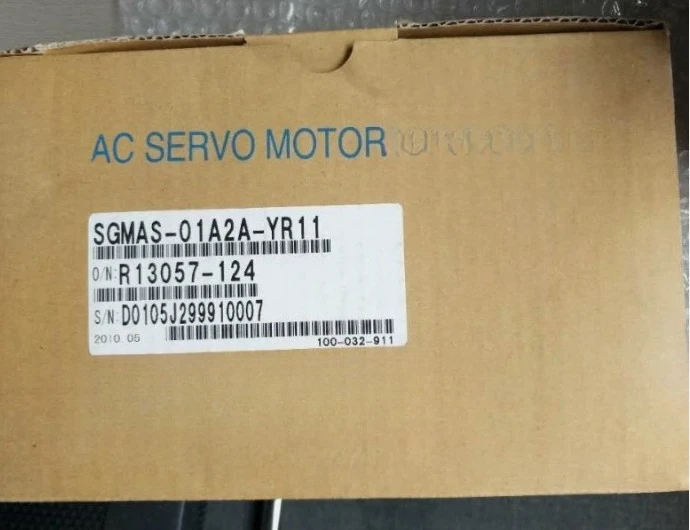 AC SERVO MOTOR
SGMAS-01A2A-YR11
O/N:R13057-124
S/N:D0105J299910007
2010.05
100-032-911